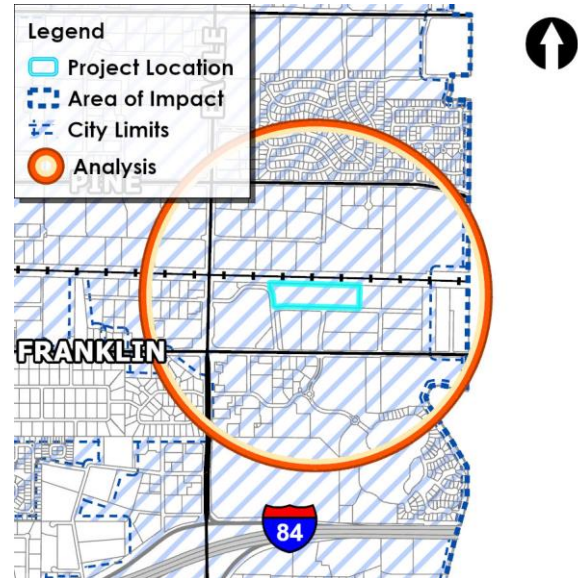 Legend
Project Location
Area of Impact
City Limits
Analysis
PINE
FRANKLIN
84